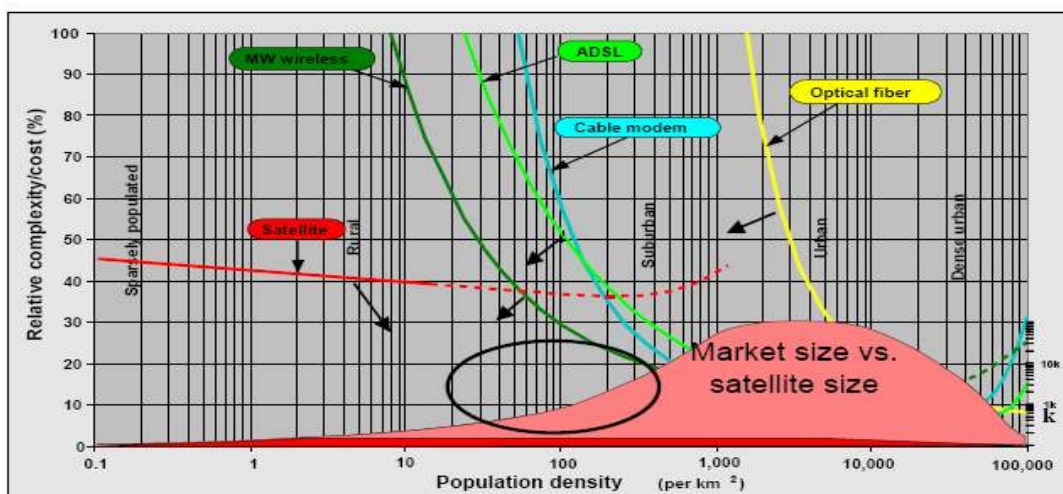 100
90
80
70
60
50
40
30
20
10
0
Relative complexity/cost (%)
MW wireless
ADSL
Optical fiber
Cable modem
Satellite
Sparsely populated
Rural
Suburban
Urban
Dense urban
Market size vs.
satellite size
10k
1k
k
0.1
1
10
100
1,000
10,000
100,000
Population density (per km ²)